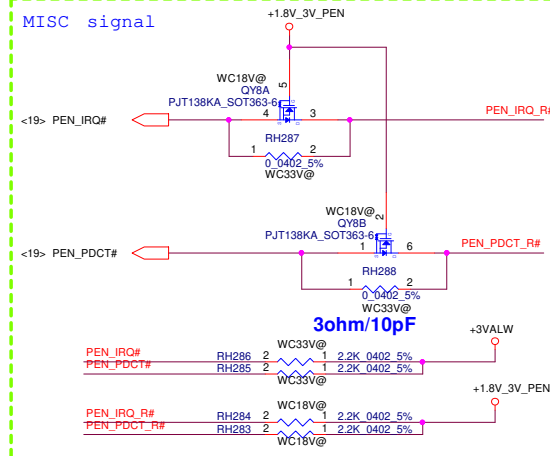 MISC signal
+1.8V_3V_PEN
WC18V@
QY8A
PJT138KA_SOT363-6
5
4
3
<19> PEN_IRQ#
PEN_IRQ_R#
RH287
1
2
0_0402_5%
WC33V@
WC18V@
QY8B
PJT138KA_SOT363-6
2
1
6
<19> PEN_PDCT#
PEN_PDCT_R#
RH288
1
2
0_0402_5%
WC33V@
3ohm/10pF
+3VALW
WC33V@
PEN_IRQ# RH286 2 1 2.2K_0402_5%
PEN_PDCT# RH285 2 1 2.2K_0402_5%
WC33V@
+1.8V_3V_PEN
WC18V@
PEN_IRQ_R# RH284 2 1 2.2K_0402_5%
PEN_PDCT_R# RH283 2 1 2.2K_0402_5%
WC18V@